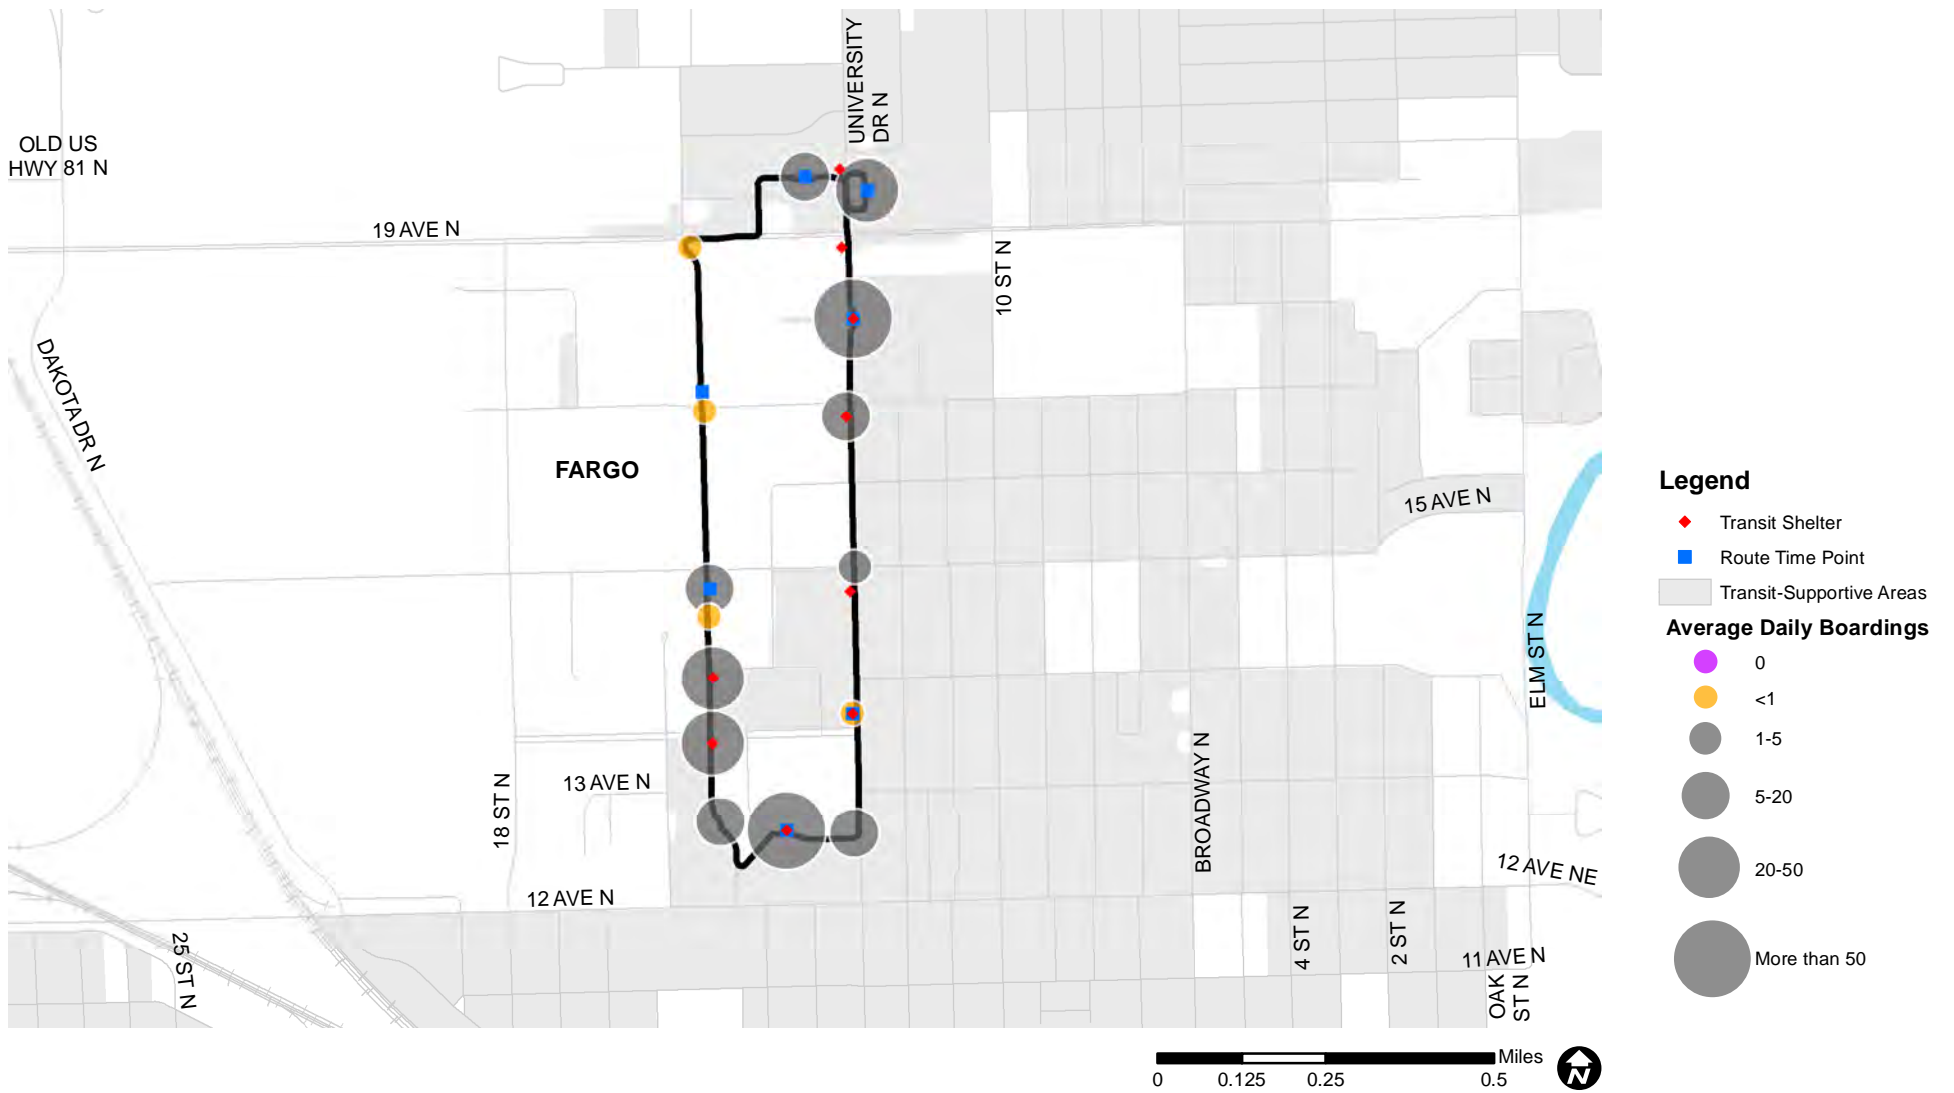 UNIVERSITY
DR N
OLD US
HWY 81 N
19 AVE N
10 ST N
DAKOTA DR N
FARGO
15 AVE N
ELM ST N
13 AVE N
18 ST N
BROADWAY N
12 AVE NE
12 AVE N
25 ST N
4 ST N
2 ST N
11 AVE N
OAK
ST N
Legend
Transit Shelter
Route Time Point
Transit-Supportive Areas
Average Daily Boardings
0
<1
1-5
5-20
20-50
More than 50
Miles
0 0.125 0.25 0.5
N